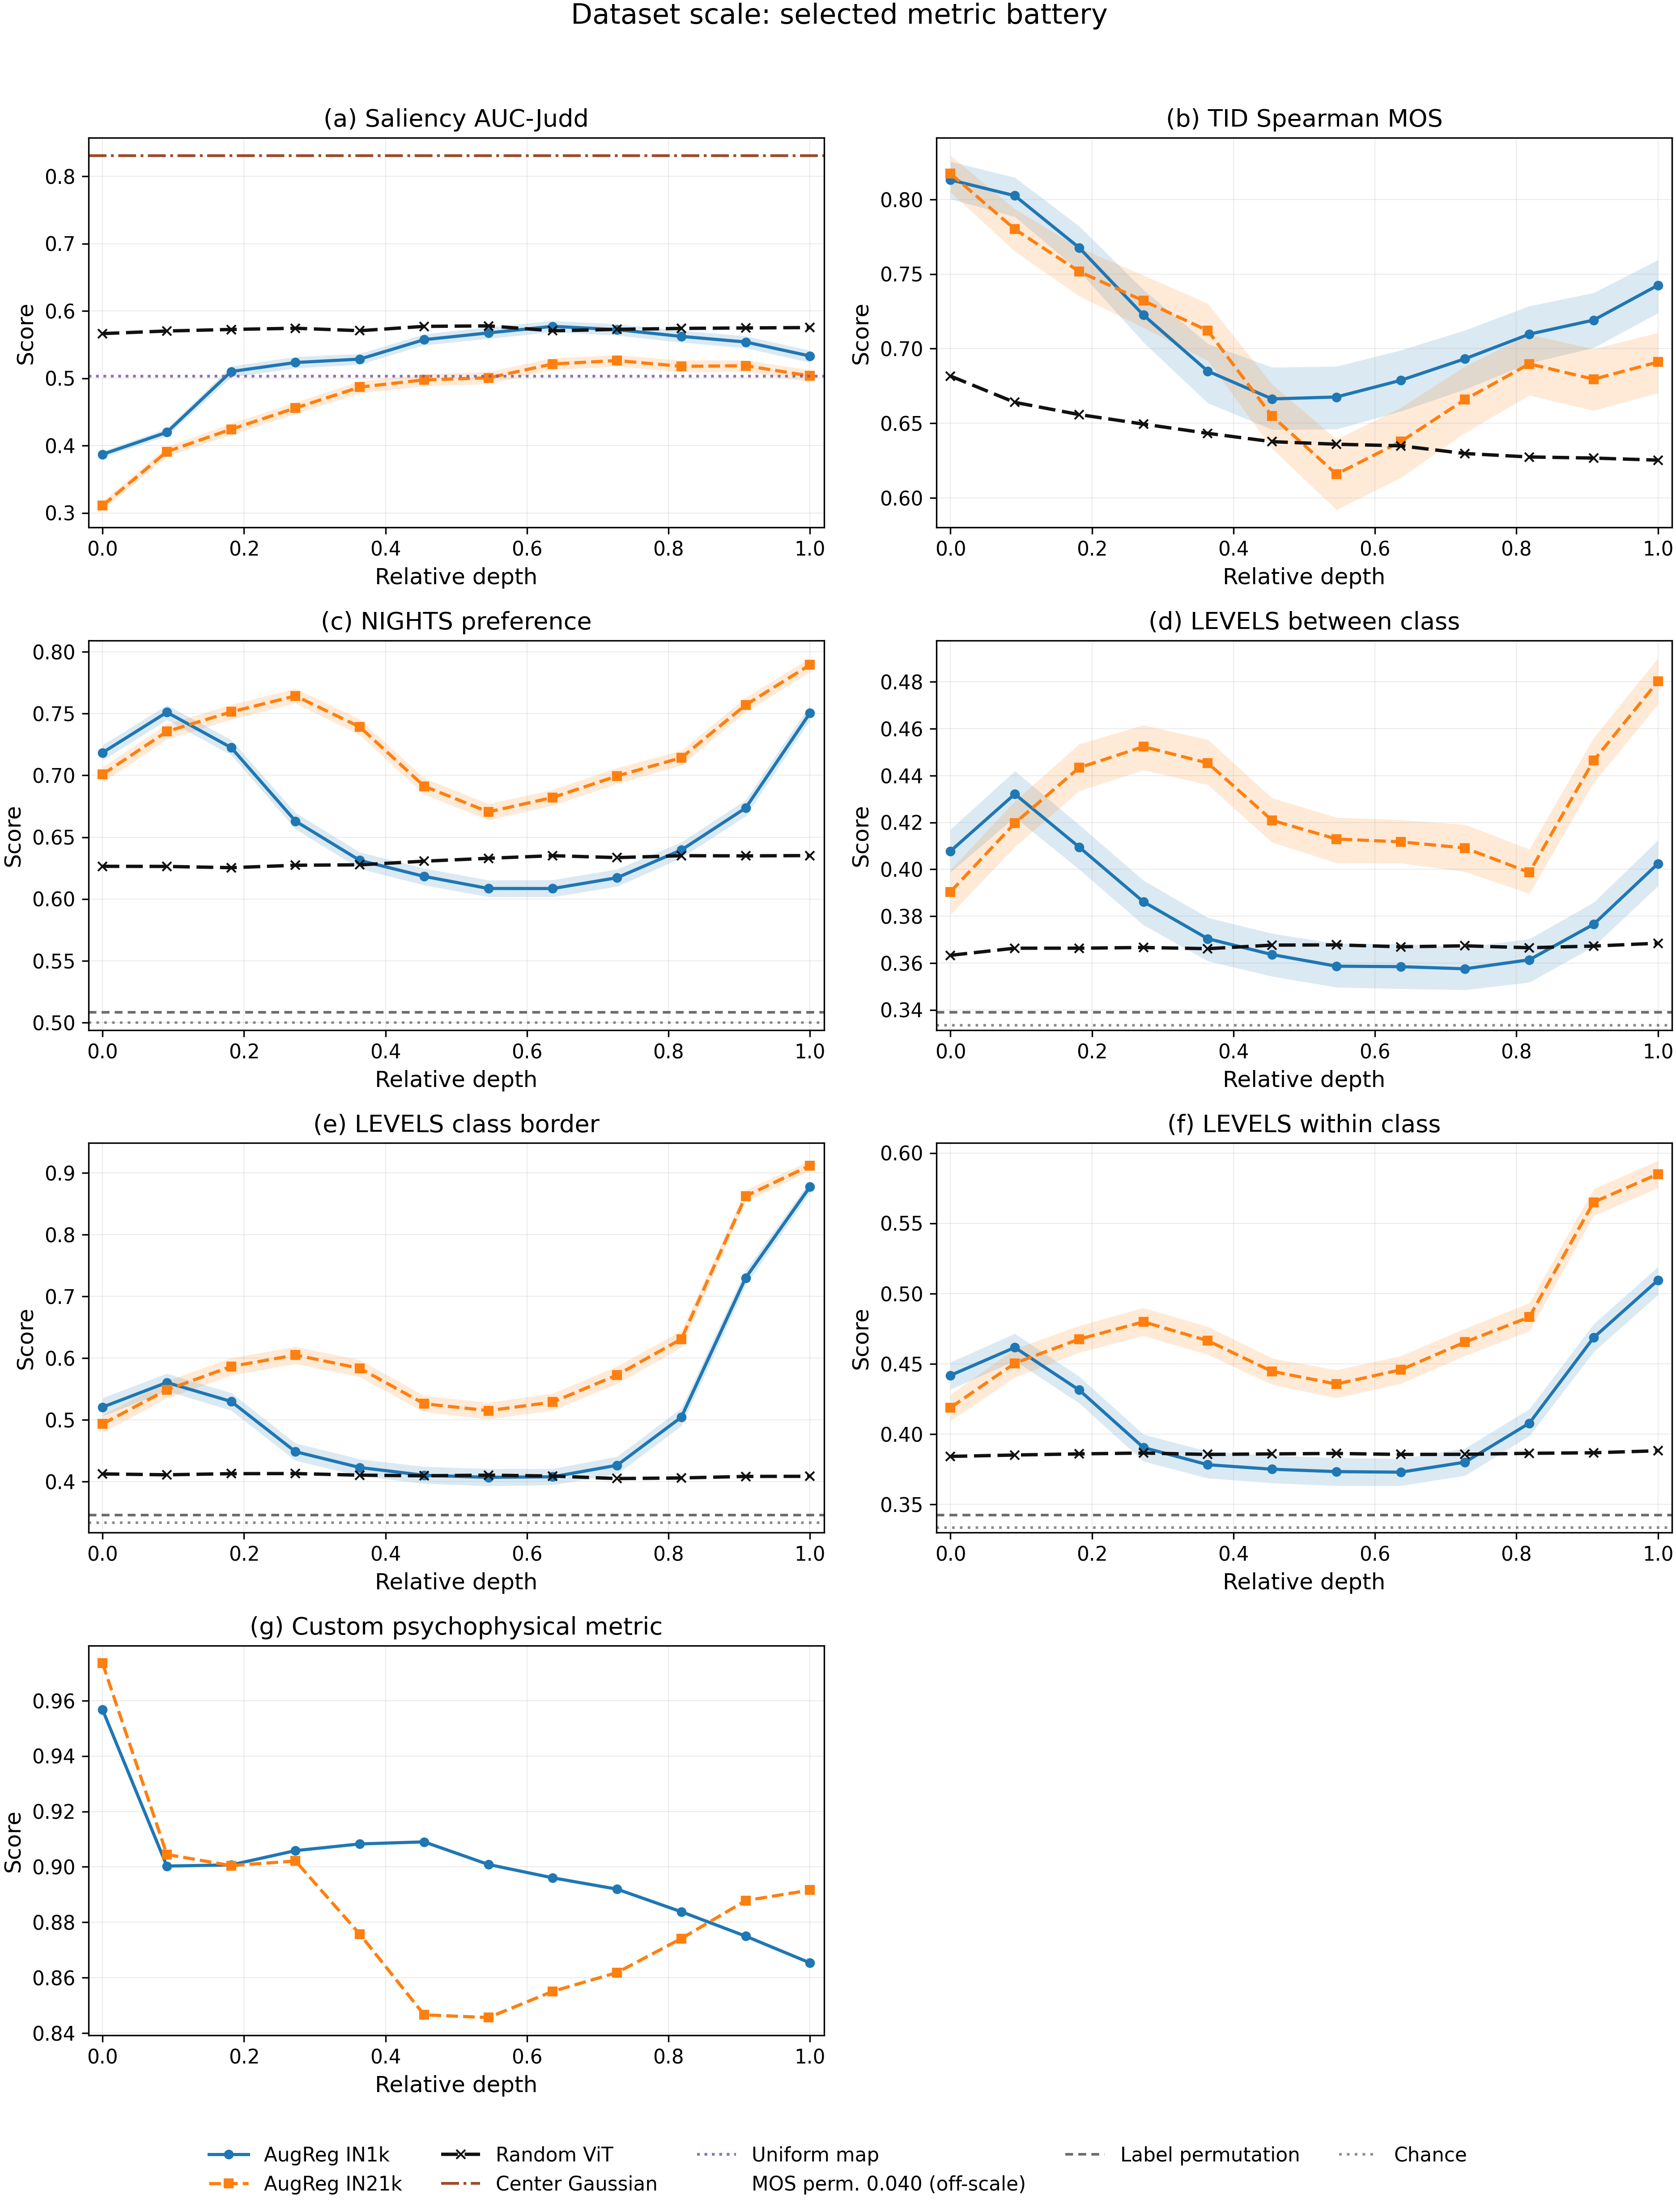 Dataset scale: selected metric battery
(a) Saliency AUC-Judd
0.8
0.7
0.6
0.5
0.4
0.3
Score
0.0 0.2 0.4 0.6 0.8 1.0
Relative depth
(b) TID Spearman MOS
0.80
0.75
0.70
0.65
0.60
Score
0.0 0.2 0.4 0.6 0.8 1.0
Relative depth
(c) NIGHTS preference
0.80
0.75
0.70
0.65
0.60
0.55
0.50
Score
0.0 0.2 0.4 0.6 0.8 1.0
Relative depth
(d) LEVELS between class
0.48
0.46
0.44
0.42
0.40
0.38
0.36
0.34
Score
0.0 0.2 0.4 0.6 0.8 1.0
Relative depth
(e) LEVELS class border
0.9
0.8
0.7
0.6
0.5
0.4
Score
0.0 0.2 0.4 0.6 0.8 1.0
Relative depth
(f) LEVELS within class
0.60
0.55
0.50
0.45
0.40
0.35
Score
0.0 0.2 0.4 0.6 0.8 1.0
Relative depth
(g) Custom psychophysical metric
0.96
0.94
0.92
0.90
0.88
0.86
0.84
Score
0.0 0.2 0.4 0.6 0.8 1.0
Relative depth
AugReg IN1k Random ViT Uniform map Label permutation Chance
AugReg IN21k Center Gaussian MOS perm. 0.040 (off-scale)